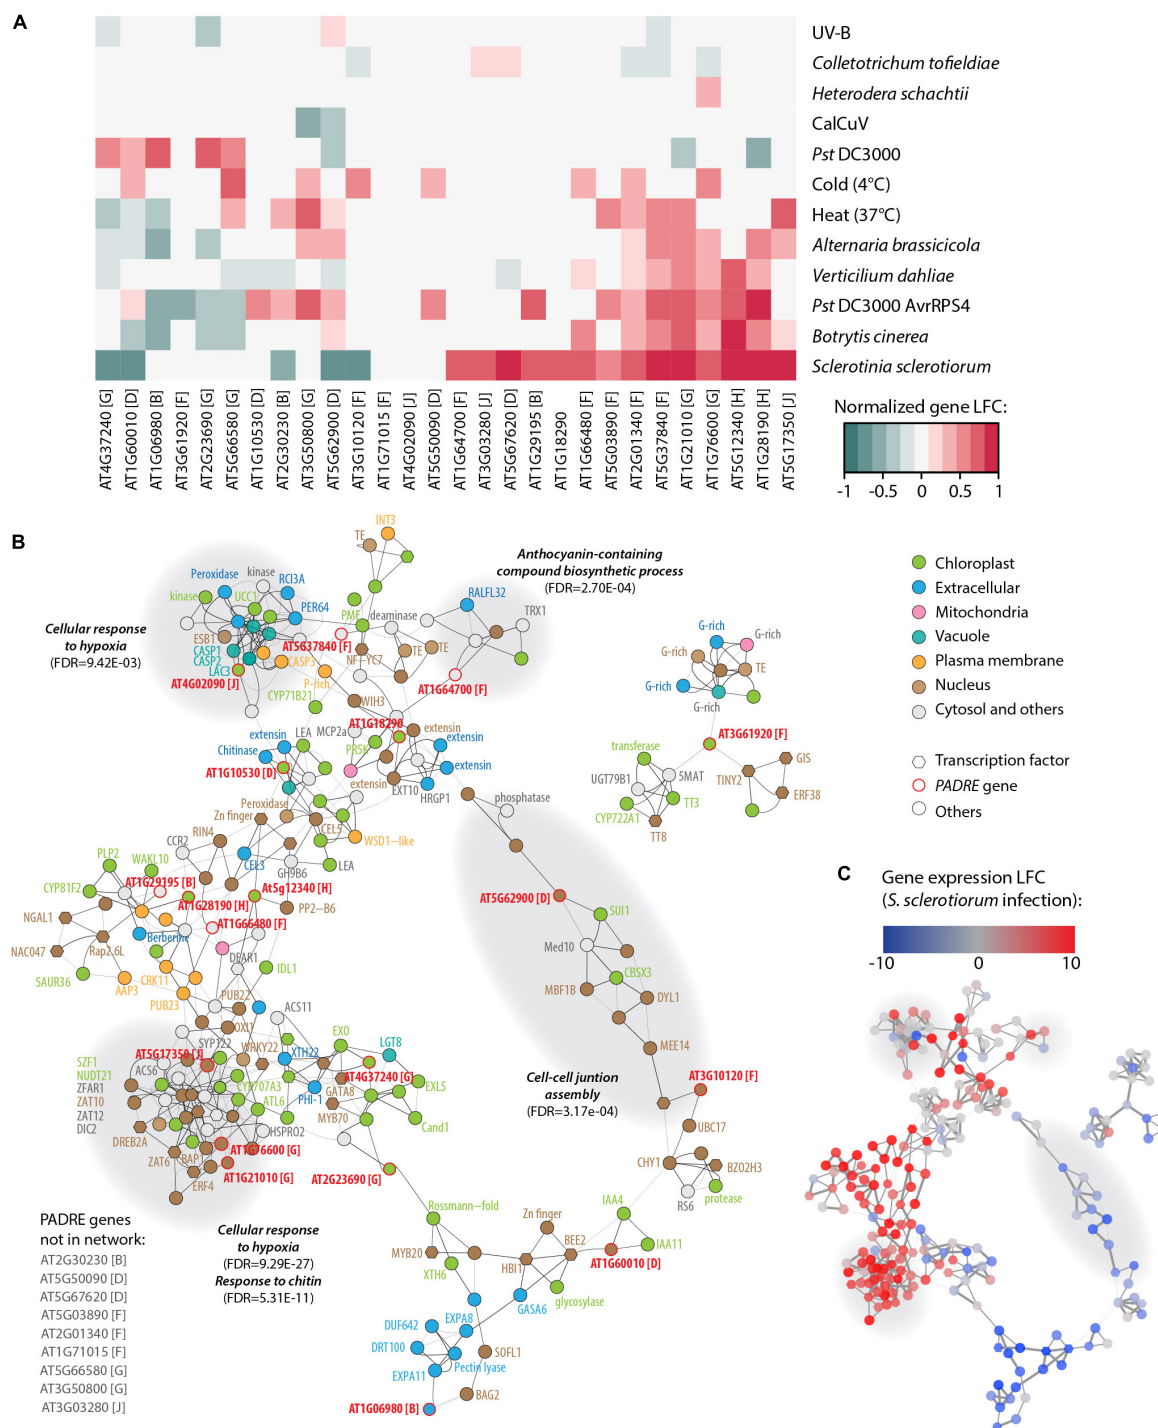 A
UV-B
Colletotrichum tofieldiae
Heterodera schachtii
CalCuV
Pst DC3000
Cold (4°C)
Heat (37°C)
Alternaria brassicicola
Verticilium dahliae
Pst DC3000 AvrRPS4
Botrytis cinerea
Sclerotinia sclerotiorum
AT4G37240 [G]
AT1G60010 [D]
AT1G06980 [B]
AT3G61920 [F]
AT2G23690 [G]
AT5G66580 [G]
AT1G10530 [D]
AT2G30230 [B]
AT3G50800 [G]
AT5G62900 [D]
AT3G10120 [F]
AT1G71015 [F]
AT4G02090 [J]
AT5G50090 [D]
AT1G64700 [F]
AT3G03280 [J]
AT5G67620 [D]
AT1G29195 [B]
AT1G18290
AT1G66480 [F]
AT5G03890 [F]
AT2G01340 [F]
AT5G37840 [F]
AT1G21010 [G]
AT1G76600 [G]
AT5G12340 [H]
AT1G28190 [H]
AT5G17350 [J]
Normalized gene LFC:
-1 -0.5 0 0.5 1
B
INT3
TE
Anthocyanin-containing
compound biosynthetic process
(FDR=2.70E-04)
Cellular response
to hypoxia
(FDR=9.42E-03)
Peroxidase
kinase
RCI3A
kinase
UCC1
PER64
PME
deaminase
RALFL32
TRX1
ESB1
CASP1
CASP2
LAC3
AT4G02090 [J]
AT5G37840 [F]
CASP3
P-rich
NF-YC7
TE
TE
CYP71B21
WIH3
AT1G64700 [F]
G-rich
G-rich
G-rich
TE
G-rich
G-rich
AT3G61920 [F]
transferase
UGT79B1
5MAT
TT3
CYP722A1
TT8
TINY2
GIS
ERF38
extensin
LEA
MCP2a
AT1G18290
extensin
extensin
Chitinase
PR5K
AT1G10530 [D]
extensin
extensin
EXT10
HRGP1
Peroxidase
Zn finger
CEL5
WSD1-like
phosphatase
RIN4
CCR2
CEL3
GH9B6
LEA
PLP2
WAKL10
AT1G29195 [B]
At5g12340 [H]
CYP81F2
AT1G28190 [H]
PP2-B6
NGAL1
AT1G66480 [F]
Berberine
NAC047
Rap2.6L
DEAR1
IDL1
SAUR36
AAP3
CRK11
PUB23
PUB22
ACS11
AT5G62900 [D]
SUI1
Med10
CBSX3
MBF1B
DYL1
MEE14
OXI1
EXO
LGT8
SYP122
AT5G17350 [J]
WRKY22
XTH22
SZF1
NUDT21
ZFAR1
ZAT10
ZAT12
DIC2
ACS6
CYP707A3
ATL6
PHI-1
AT4G37240 [G]
GATA8
MYB70
EXL5
Cand1
DREB2A
HSPRO2
ZAT6
BAP1
AT1G76600 [G]
AT1G21010 [G]
ERF4
AT2G23690 [G]
Cell-cell juntion
assembly
(FDR=3.17e-04)
AT3G10120 [F]
UBC17
CHY1
BZO2H3
RS6
protease
Cellular response
to hypoxia
(FDR=9.29E-27)
Response to chitin
(FDR=5.31E-11)
Rossmann-fold
Zn finger
IAA4
MYB20
BEE2
IAA11
XTH6
HBI1
AT1G60010 [D]
glycosylase
GASA6
DUF642
EXPA8
DRT100
SOFL1
EXPA11
Pectin lyase
BAG2
AT1G06980 [B]
PADRE genes
not in network:
AT2G30230 [B]
AT5G50090 [D]
AT5G67620 [D]
AT5G03890 [F]
AT2G01340 [F]
AT1G71015 [F]
AT5G66580 [G]
AT3G50800 [G]
AT3G03280 [J]
Chloroplast
Extracellular
Mitochondria
Vacuole
Plasma membrane
Nucleus
Cytosol and others
Transcription factor
PADRE gene
Others
C
Gene expression LFC
(S. sclerotiorum infection):
-10 0 10